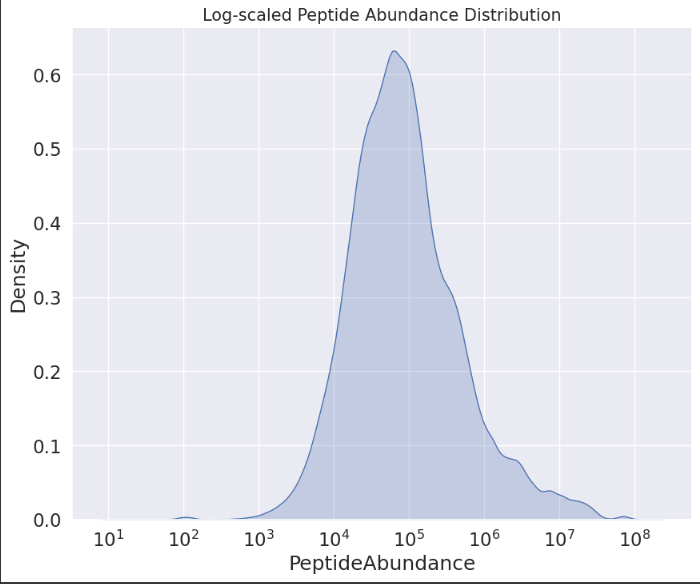 Log-scaled Peptide Abundance Distribution
Density
0.6
0.5
0.4
0.3
0.2
0.1
0.0
10¹ 10² 10³ 10⁴ 10⁵ 10⁶ 10⁷ 10⁸
PeptideAbundance